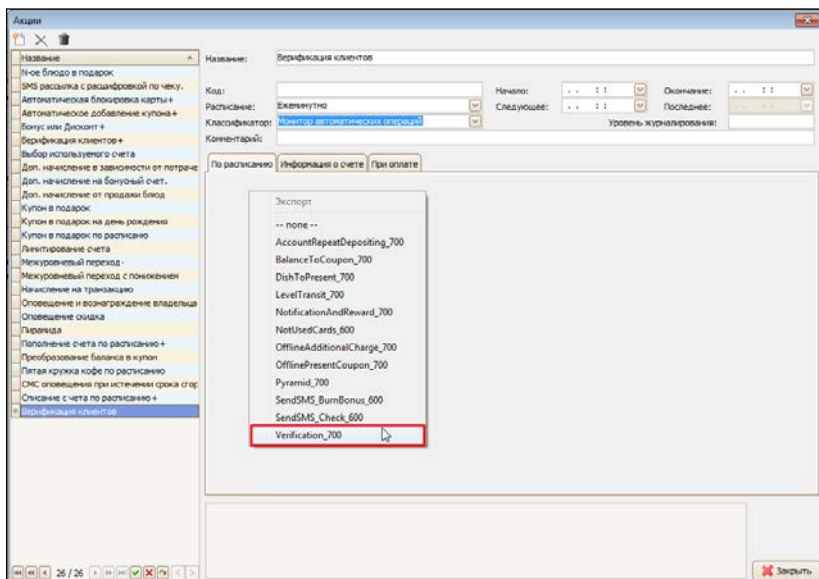 Акции
Название
N-ое блюдо в подарок
SMS рассылка с расшифровкой по чеку.
Автоматическая блокировка карты+
Автоматическое добавление купона+
Бонус или Дисконт+
Верификация клиентов+
Выбор используемого счета
Доп. начисление в зависимости от потраче
Доп. начисление на бонусный счет.
Доп. начисление от продажи блюд
Купон в подарок
Купон в подарок на день рождения
Купон в подарок по расписанию
Лимитирование счета
Межуровневый переход-
Межуровневый переход с понижением
Начисление на транзакцию
Оповещение и вознаграждение владельца
Оповещение скидка
Пирамида
Пополнение счета по расписанию+
Преобразование баланса в купон
Пятая кружка кофе по расписанию
СМС оповещения при истечении срока сгор
Списание с чета по расписанию+
Верификация клиентов
26 / 26
Название: Верификация клиентов
Код: Начало: Окончание:
Расписание: Ежеминутно Следующее: Последнее:
Классификатор: Монитор автоматических операций Уровень журналирования:
Комментарий:
По расписанию Информация о счете При оплате
Экспорт
-- none --
AccountRepeatDepositing_700
BalanceToCoupon_700
DishToPresent_700
LevelTransit_700
NotificationAndReward_700
NotUsedCards_600
OfflineAdditionalCharge_700
OfflinePresentCoupon_700
Pyramid_700
SendSMS_BurnBonus_600
SendSMS_Check_600
Verification_700
Закрыть